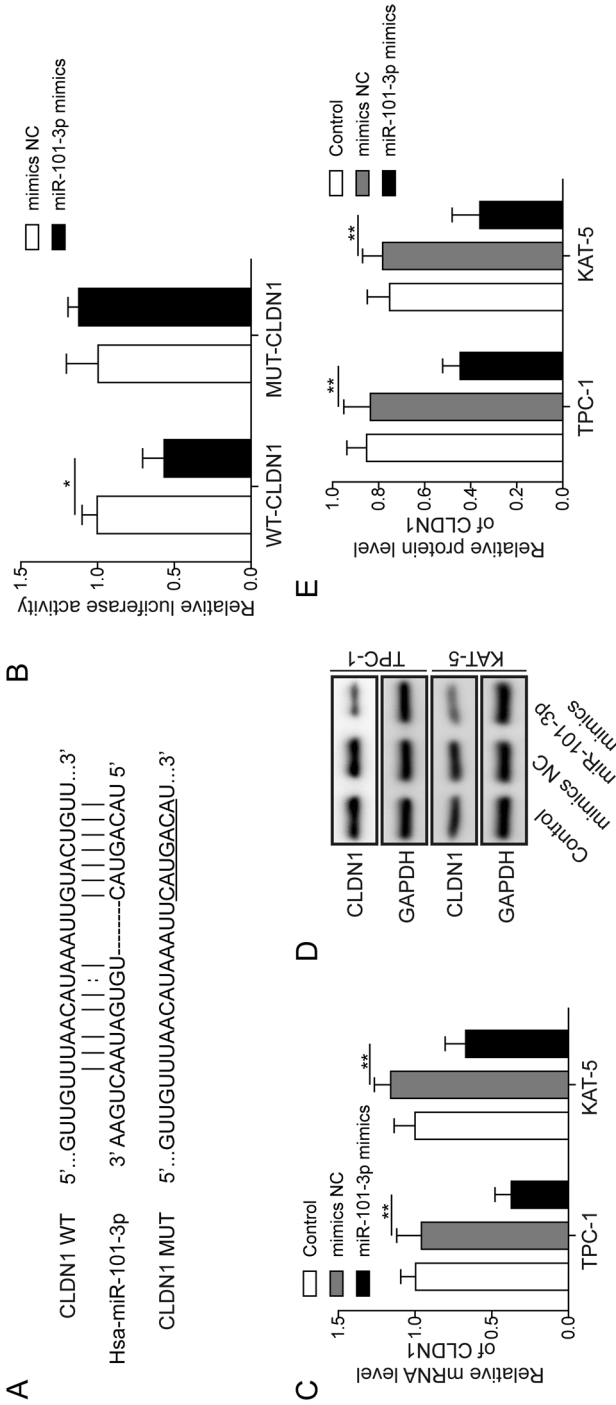 A
CLDN1 WT 5'...GUUGUUUAACAUAAAUUGUACUGUU...3'
Hsa-miR-101-3p 3' AAGUCAAUAGUGU-------CAUGACAU 5'
CLDN1 MUT 5'...GUUGUUUAACAUAAAUUCAUGACAU...3'
B
mimics NC
miR-101-3p mimics
Relative luciferase activity
1.5
1.0
0.5
0.0
*
WT-CLDN1
MUT-CLDN1
C
Control
mimics NC
miR-101-3p mimics
Relative mRNA level
of CLDN1
1.5
1.0
0.5
0.0
**
**
TPC-1
KAT-5
D
CLDN1
GAPDH
TPC-1
CLDN1
GAPDH
KAT-5
Control
mimics NC
miR-101-3p
mimics
E
Control
mimics NC
miR-101-3p mimics
Relative protein level
of CLDN1
1.0
0.8
0.6
0.4
0.2
0.0
**
**
TPC-1
KAT-5